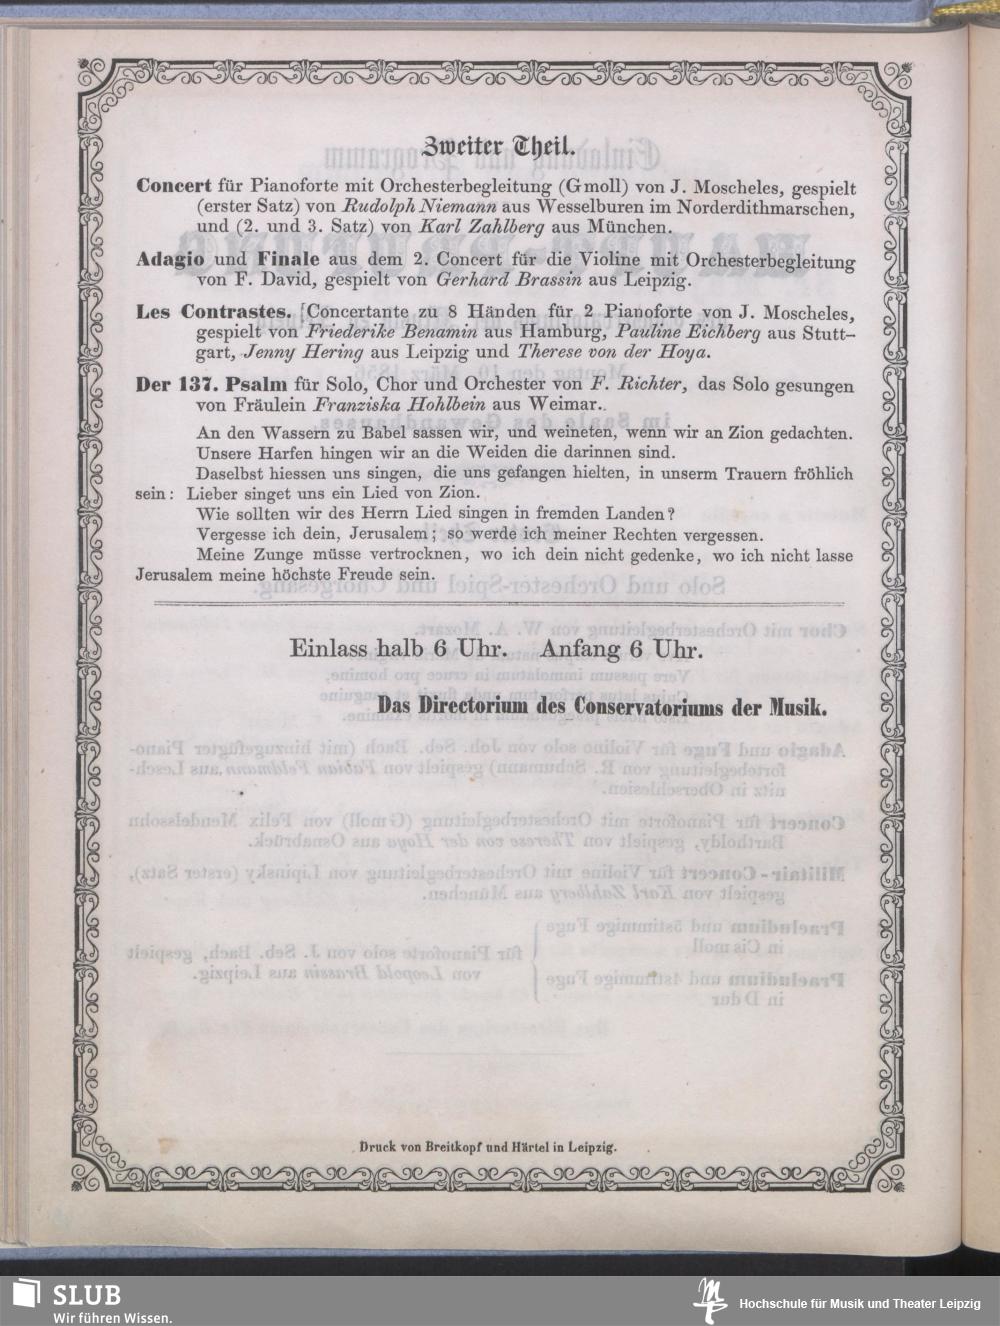 Zweiter Theil.
Concert für Pianoforte mit Orchesterbegleitung (G moll) von J. Moscheles, gespielt
(erster Satz) von Rudolph Niemann aus Wesselburen im Norderdithmarschen,
und (2. und 3. Satz) von Karl Zahlberg aus München.
Adagio und Finale aus dem 2. Concert für die Violine mit Orchesterbegleitung
von F. David, gespielt von Gerhard Brassin aus Leipzig.
Les Contrastes. [Concertante zu 8 Händen für 2 Pianoforte von J. Moscheles,
gespielt von Friederike Benamin aus Hamburg, Pauline Eichberg aus Stutt-
gart, Jenny Hering aus Leipzig und Therese von der Hoya.
Der 137. Psalm für Solo, Chor und Orchester von F. Richter, das Solo gesungen
von Fräulein Franziska Hohlbein aus Weimar.
An den Wassern zu Babel sassen wir, und weineten, wenn wir an Zion gedachten.
Unsere Harfen hingen wir an die Weiden die darinnen sind.
Daselbst hiessen uns singen, die uns gefangen hielten, in unserm Trauern fröhlich
sein: Lieber singet uns ein Lied von Zion.
Wie sollten wir des Herrn Lied singen in fremden Landen?
Vergesse ich dein, Jerusalem; so werde ich meiner Rechten vergessen.
Meine Zunge müsse vertrocknen, wo ich dein nicht gedenke, wo ich nicht lasse
Jerusalem meine höchste Freude sein.
Einlass halb 6 Uhr. Anfang 6 Uhr.
Das Directorium des Conservatoriums der Musik.
Druck von Breitkopf und Härtel in Leipzig.
SLUB
Wir führen Wissen.
Hochschule für Musik und Theater Leipzig